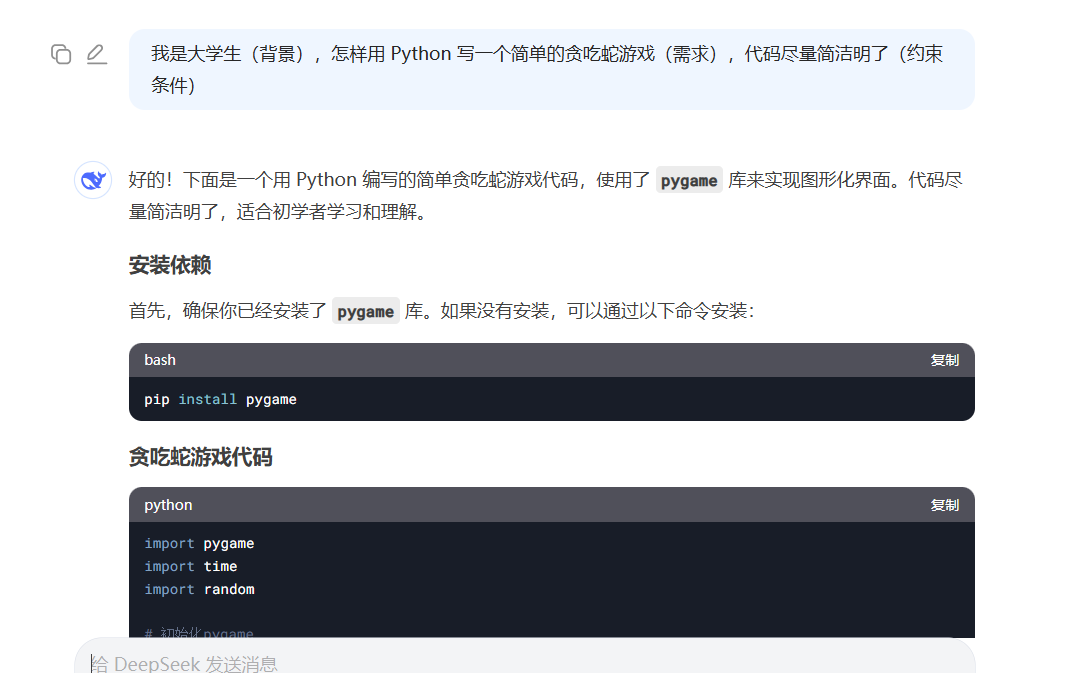 我是大学生（背景），怎样用 Python 写一个简单的贪吃蛇游戏（需求），代码尽量简洁明了（约束
条件）
好的！下面是一个用 Python 编写的简单贪吃蛇游戏代码，使用了 pygame 库来实现图形化界面。代码尽
量简洁明了，适合初学者学习和理解。
安装依赖
首先，确保你已经安装了 pygame 库。如果没有安装，可以通过以下命令安装：
bash 复制
pip install pygame
贪吃蛇游戏代码
python 复制
import pygame
import time
import random
# 初始化pygame
给 DeepSeek 发送消息